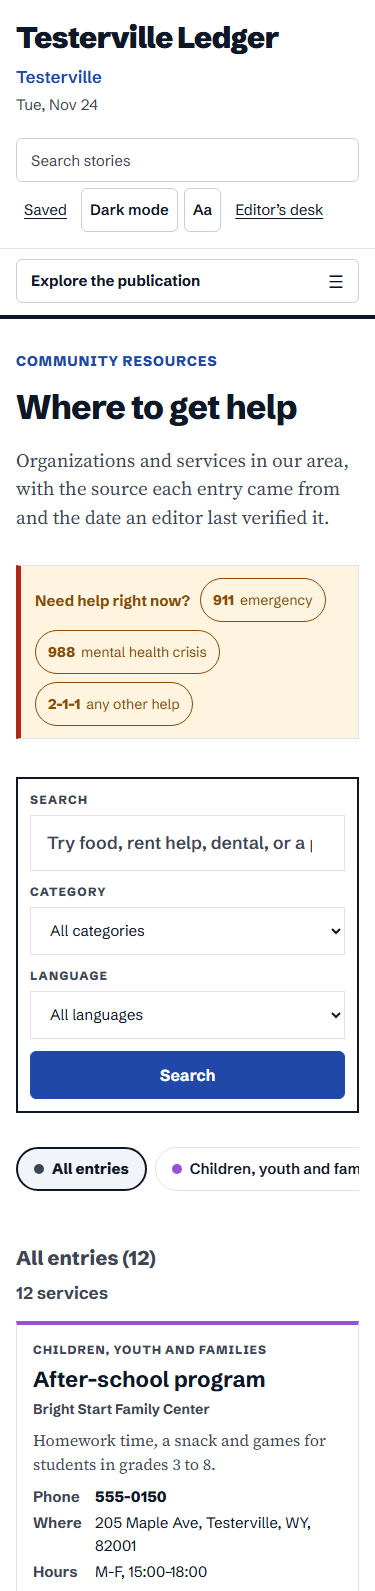 Testerville Ledger
Testerville
Tue, Nov 24
Search stories
Saved Dark mode Aa Editor's desk
Explore the publication ☰
COMMUNITY RESOURCES
Where to get help
Organizations and services in our area,
with the source each entry came from
and the date an editor last verified it.
Need help right now? 911 emergency
988 mental health crisis
2-1-1 any other help
SEARCH
Try food, rent help, dental, or a
CATEGORY
All categories
LANGUAGE
All languages
Search
All entries Children, youth and fam
All entries (12)
12 services
CHILDREN, YOUTH AND FAMILIES
After-school program
Bright Start Family Center
Homework time, a snack and games for
students in grades 3 to 8.
Phone 555-0150
Where 205 Maple Ave, Testerville, WY,
82001
Hours M-F, 15:00-18:00